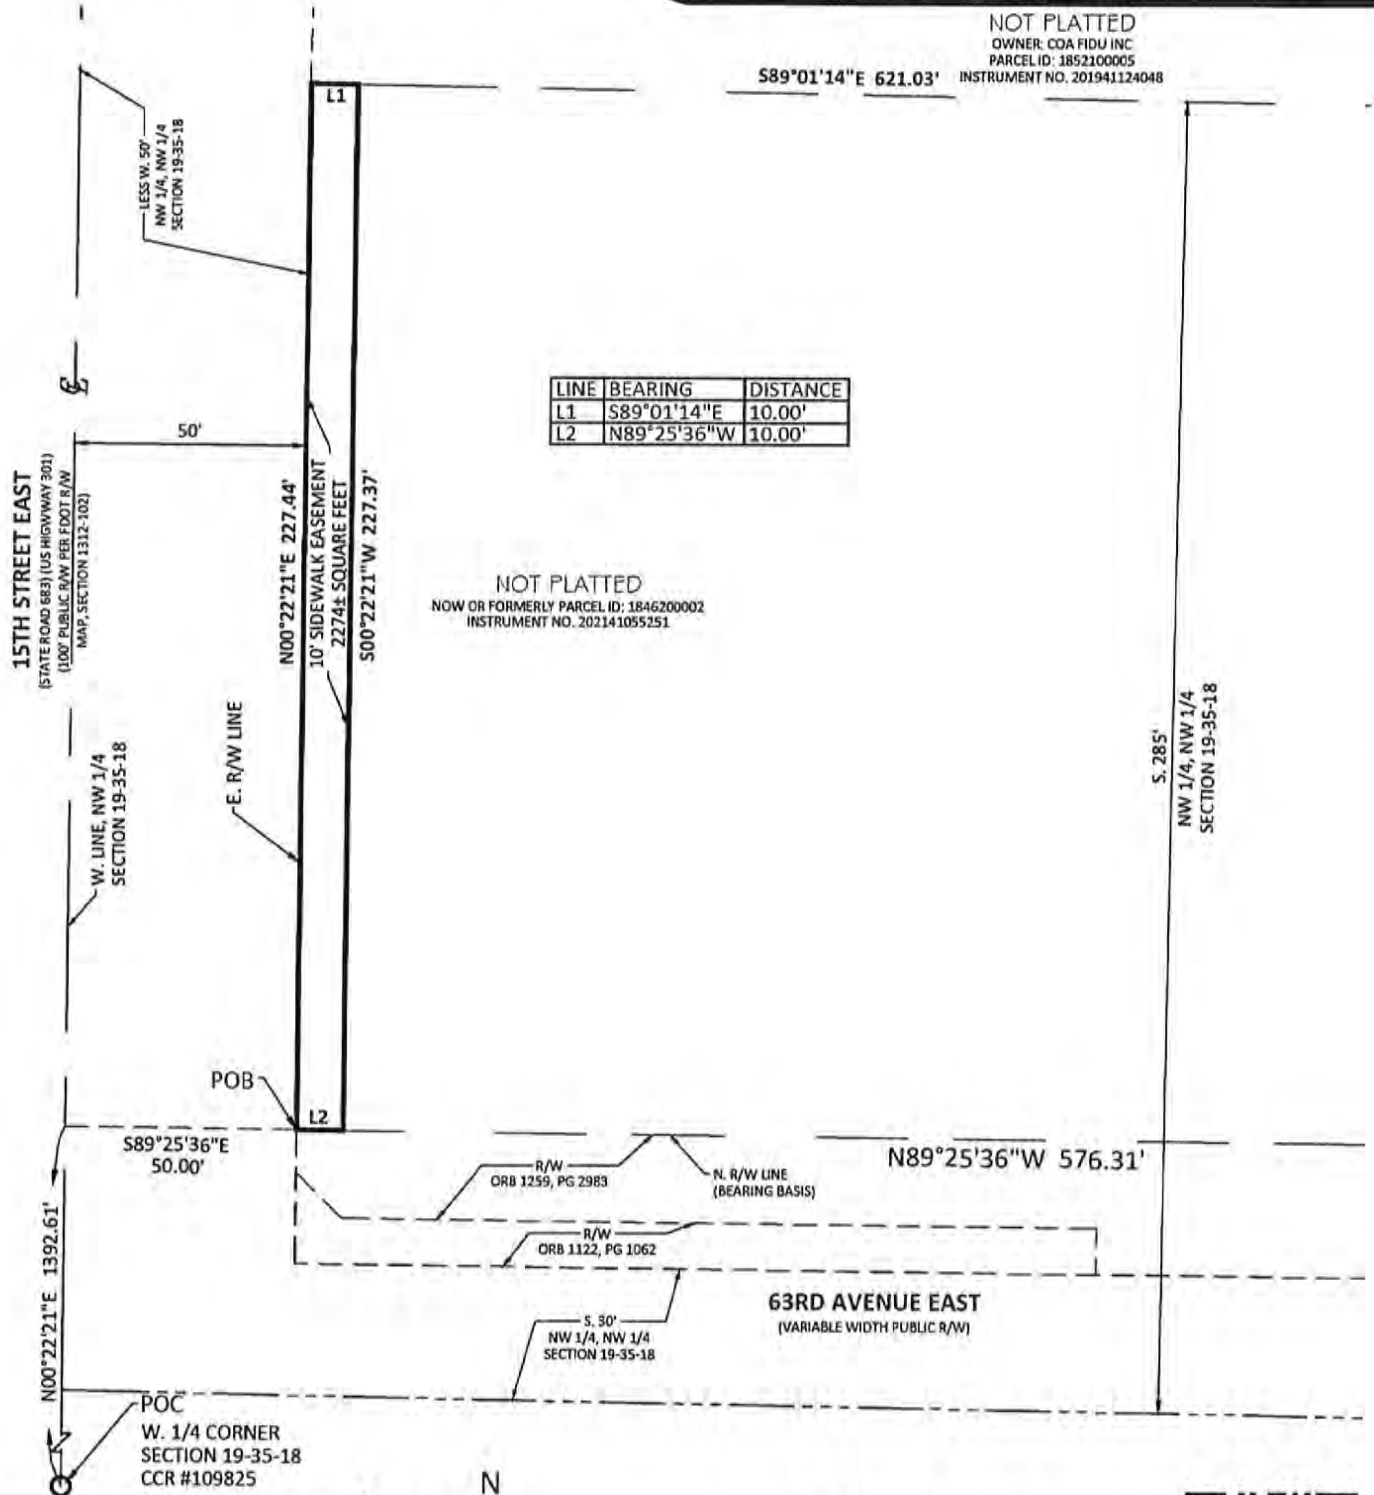 NOT PLATTED
OWNER: COA FIDU INC
PARCEL ID: 1852100005
INSTRUMENT NO. 201941124048
S89°01'14"E 621.03'
L1
LESS W. 50'
NW 1/4, NW 1/4
SECTION 19-35-18
LINE BEARING DISTANCE
L1 S89°01'14"E 10.00'
L2 N89°25'36"W 10.00'
50'
15TH STREET EAST
(STATE ROAD 683) (US HIGHWAY 301)
(100' PUBLIC R/W PER FDOT R/W
MAP, SECTION 1312-102)
N00°22'21"E 227.44'
10' SIDEWALK EASEMENT
2274± SQUARE FEET
S00°22'21"W 227.37'
NOT PLATTED
NOW OR FORMERLY PARCEL ID: 1846200002
INSTRUMENT NO. 202141055251
E. R/W LINE
W. LINE, NW 1/4
SECTION 19-35-18
S. 285'
NW 1/4, NW 1/4
SECTION 19-35-18
POB
L2
S89°25'36"E
50.00'
R/W
ORB 1259, PG 2983
N. R/W LINE
(BEARING BASIS)
N89°25'36"W 576.31'
R/W
ORB 1122, PG 1062
63RD AVENUE EAST
(VARIABLE WIDTH PUBLIC R/W)
S. 30'
NW 1/4, NW 1/4
SECTION 19-35-18
N00°22'21"E 1392.61'
POC
W. 1/4 CORNER
SECTION 19-35-18
CCR #109825
N